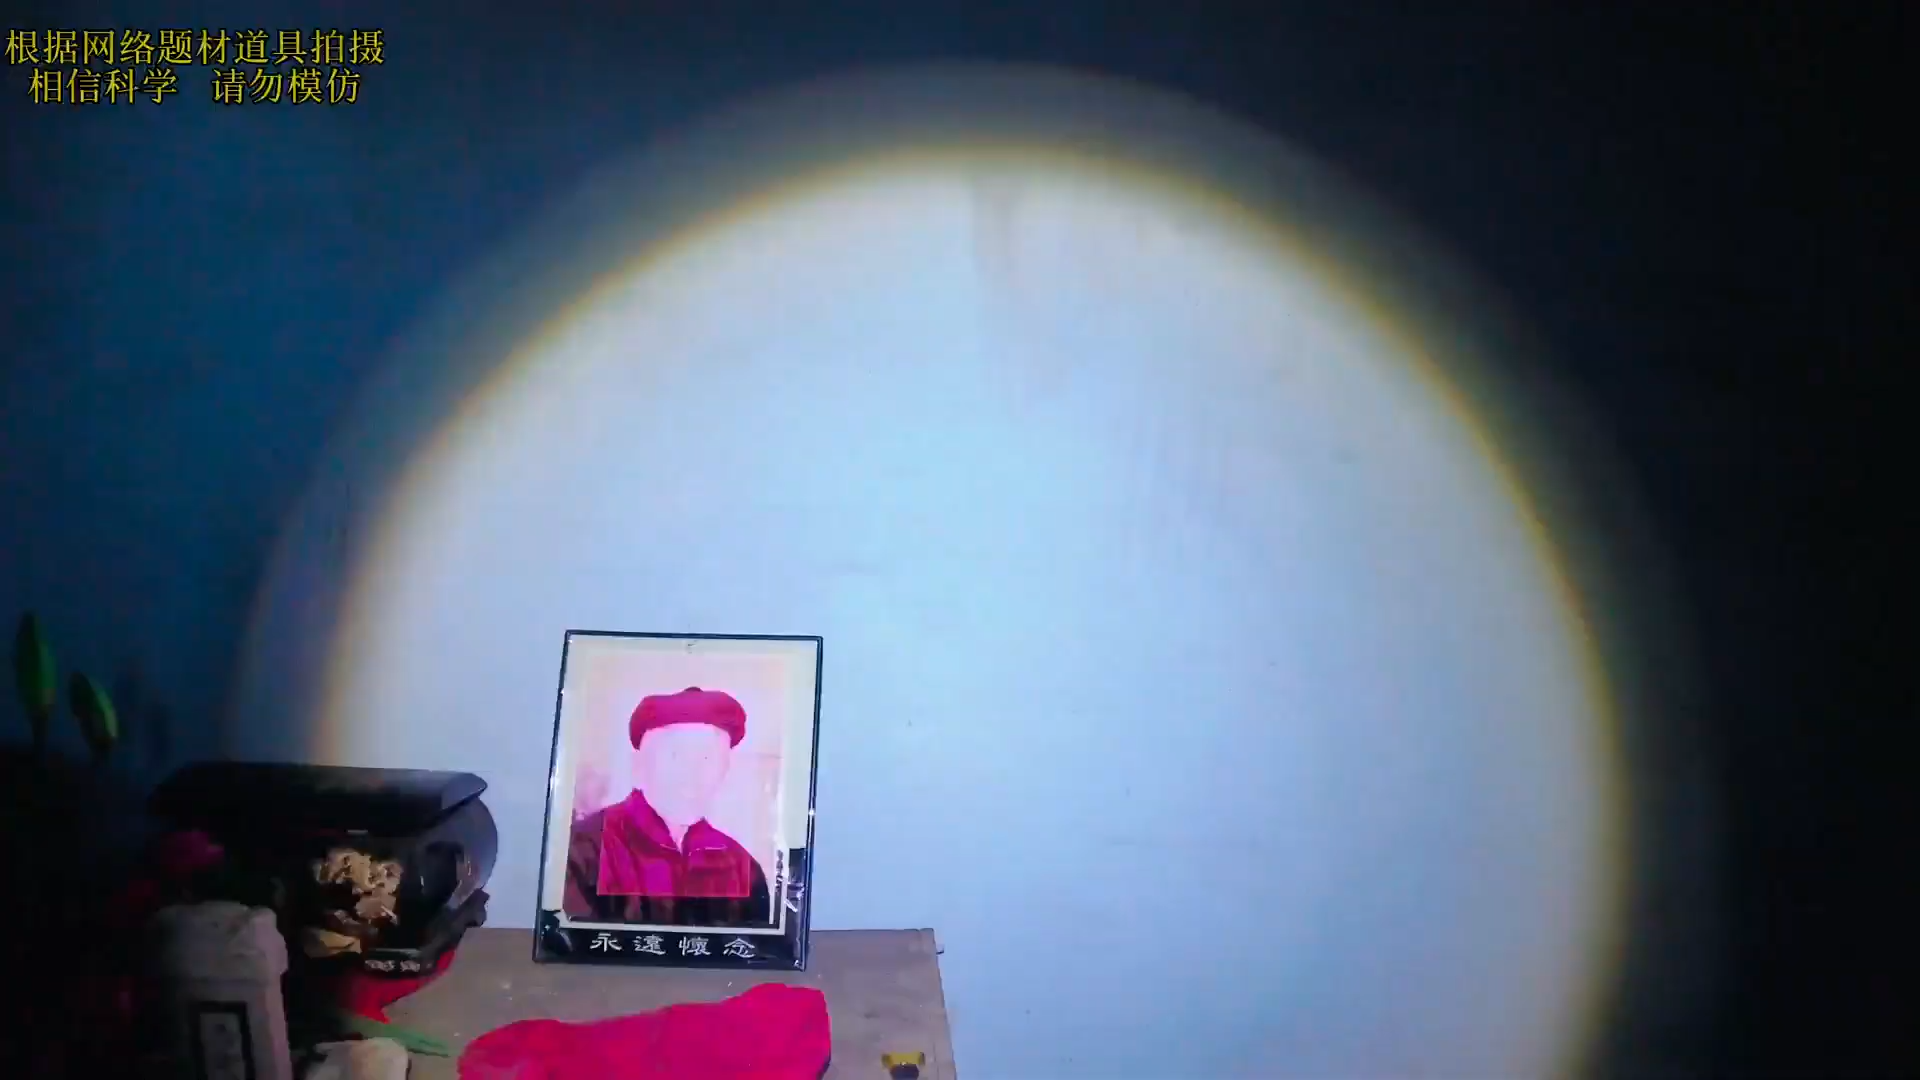 根据网络题材道具拍摄
相信科学 请勿模仿
永遠懷念